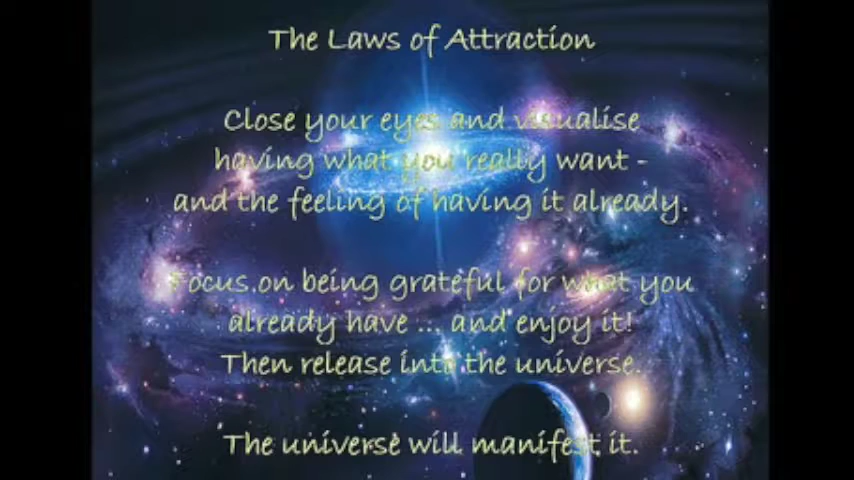 The Laws of Attraction
Close your eyes and visualise
having what you really want -
and the feeling of having it already.
Focus on being grateful for what you
already have ... and enjoy it!
Then release into the universe.
The universe will manifest it.